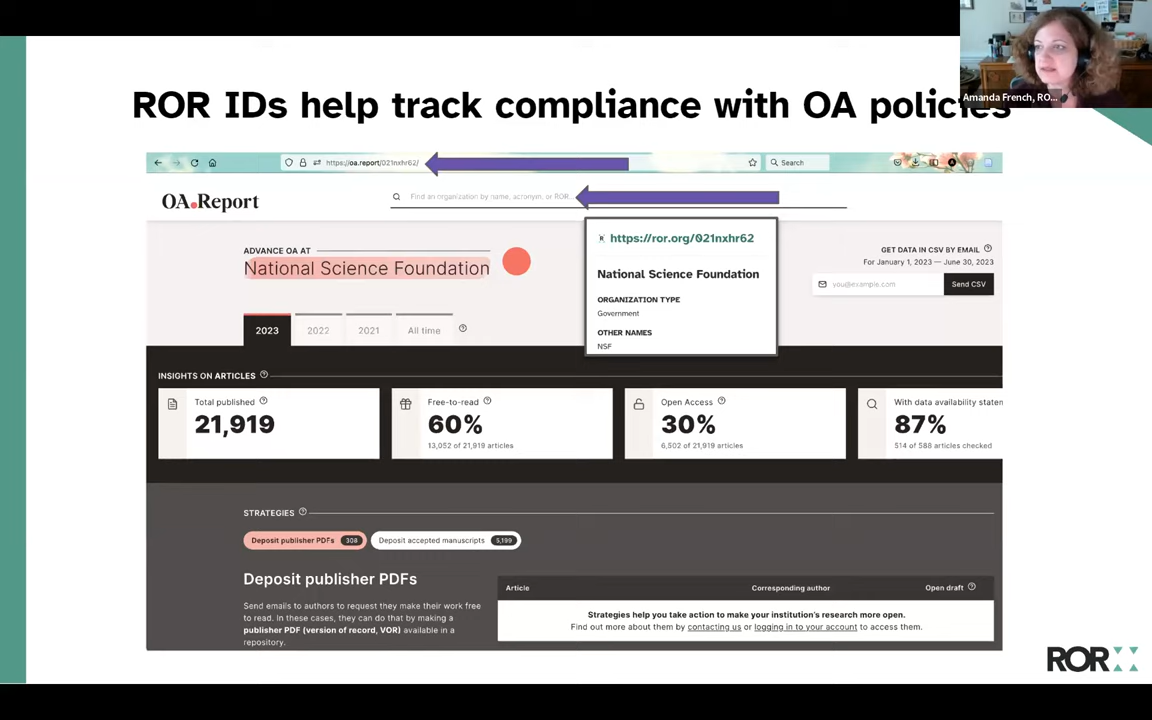 ROR IDs help track compliance with OA policies
Amanda French, RO...
https://oa.report/021nxhr62/
Search
OA.Report
Find an organization by name, acronym, or ROR...
https://ror.org/021nxhr62
National Science Foundation
ORGANIZATION TYPE
Government
OTHER NAMES
NSF
ADVANCE OA AT
National Science Foundation
GET DATA IN CSV BY EMAIL
For January 1, 2023 — June 30, 2023
you@example.com
Send CSV
2023
2022
2021
All time
INSIGHTS ON ARTICLES
Total published
21,919
Free-to-read
60%
13,052 of 21,919 articles
Open Access
30%
6,502 of 21,919 articles
With data availability statem
87%
514 of 588 articles checked
STRATEGIES
Deposit publisher PDFs 308
Deposit accepted manuscripts 5,199
Deposit publisher PDFs
Send emails to authors to request they make their work free
to read. In these cases, they can do that by making a
publisher PDF (version of record, VOR) available in a
repository.
Article
Corresponding author
Open draft
Strategies help you take action to make your institution's research more open.
Find out more about them by contacting us or logging in to your account to access them.
ROR